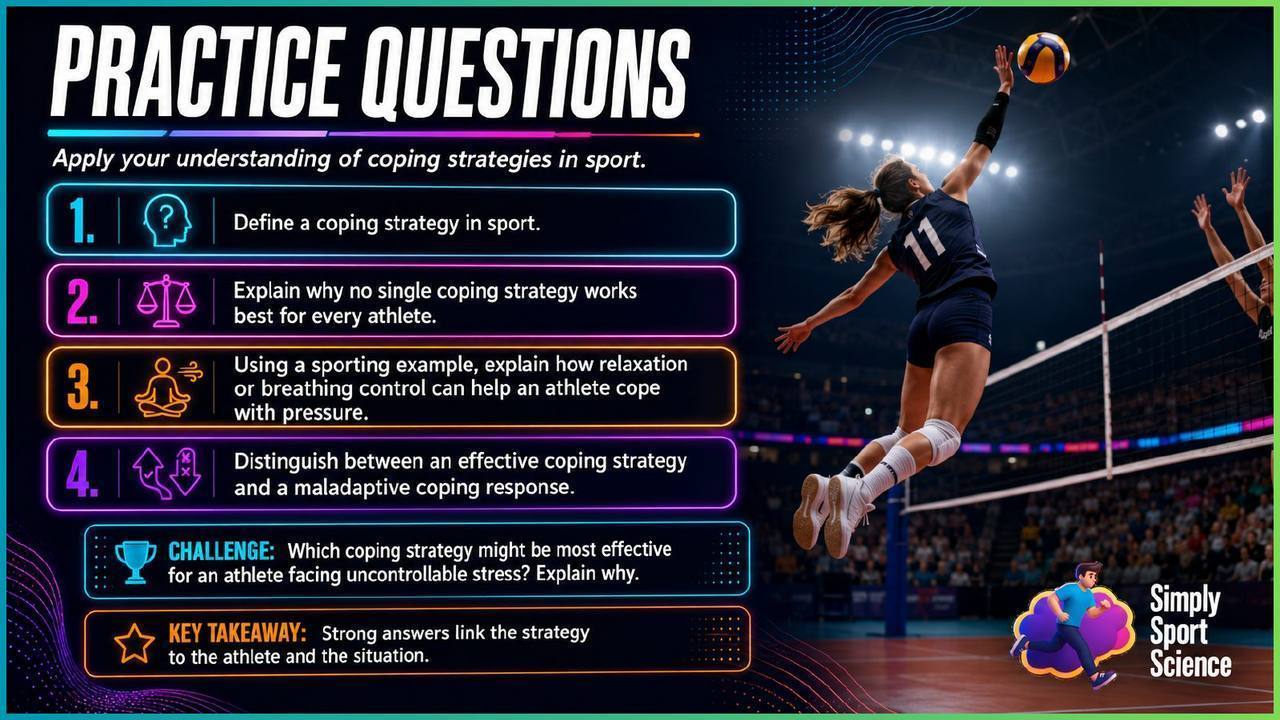 PRACTICE QUESTIONS
Apply your understanding of coping strategies in sport.
1.
Define a coping strategy in sport.
2.
Explain why no single coping strategy works
best for every athlete.
3.
Using a sporting example, explain how relaxation
or breathing control can help an athlete cope
with pressure.
4.
Distinguish between an effective coping strategy
and a maladaptive coping response.
CHALLENGE: Which coping strategy might be most effective
for an athlete facing uncontrollable stress? Explain why.
KEY TAKEAWAY: Strong answers link the strategy
to the athlete and the situation.
11
Simply
Sport
Science